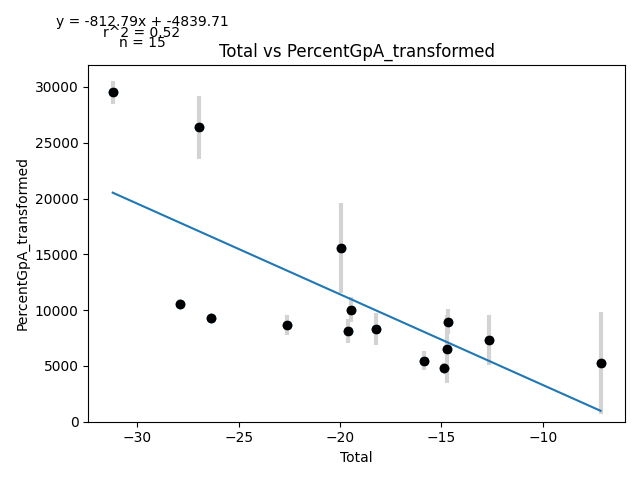 y = -812.79x + -4839.71
r^2 = 0.52
n = 15
Total vs PercentGpA_transformed
PercentGpA_transformed
30000
25000
20000
15000
10000
5000
0
−30
−25
−20
−15
−10
Total